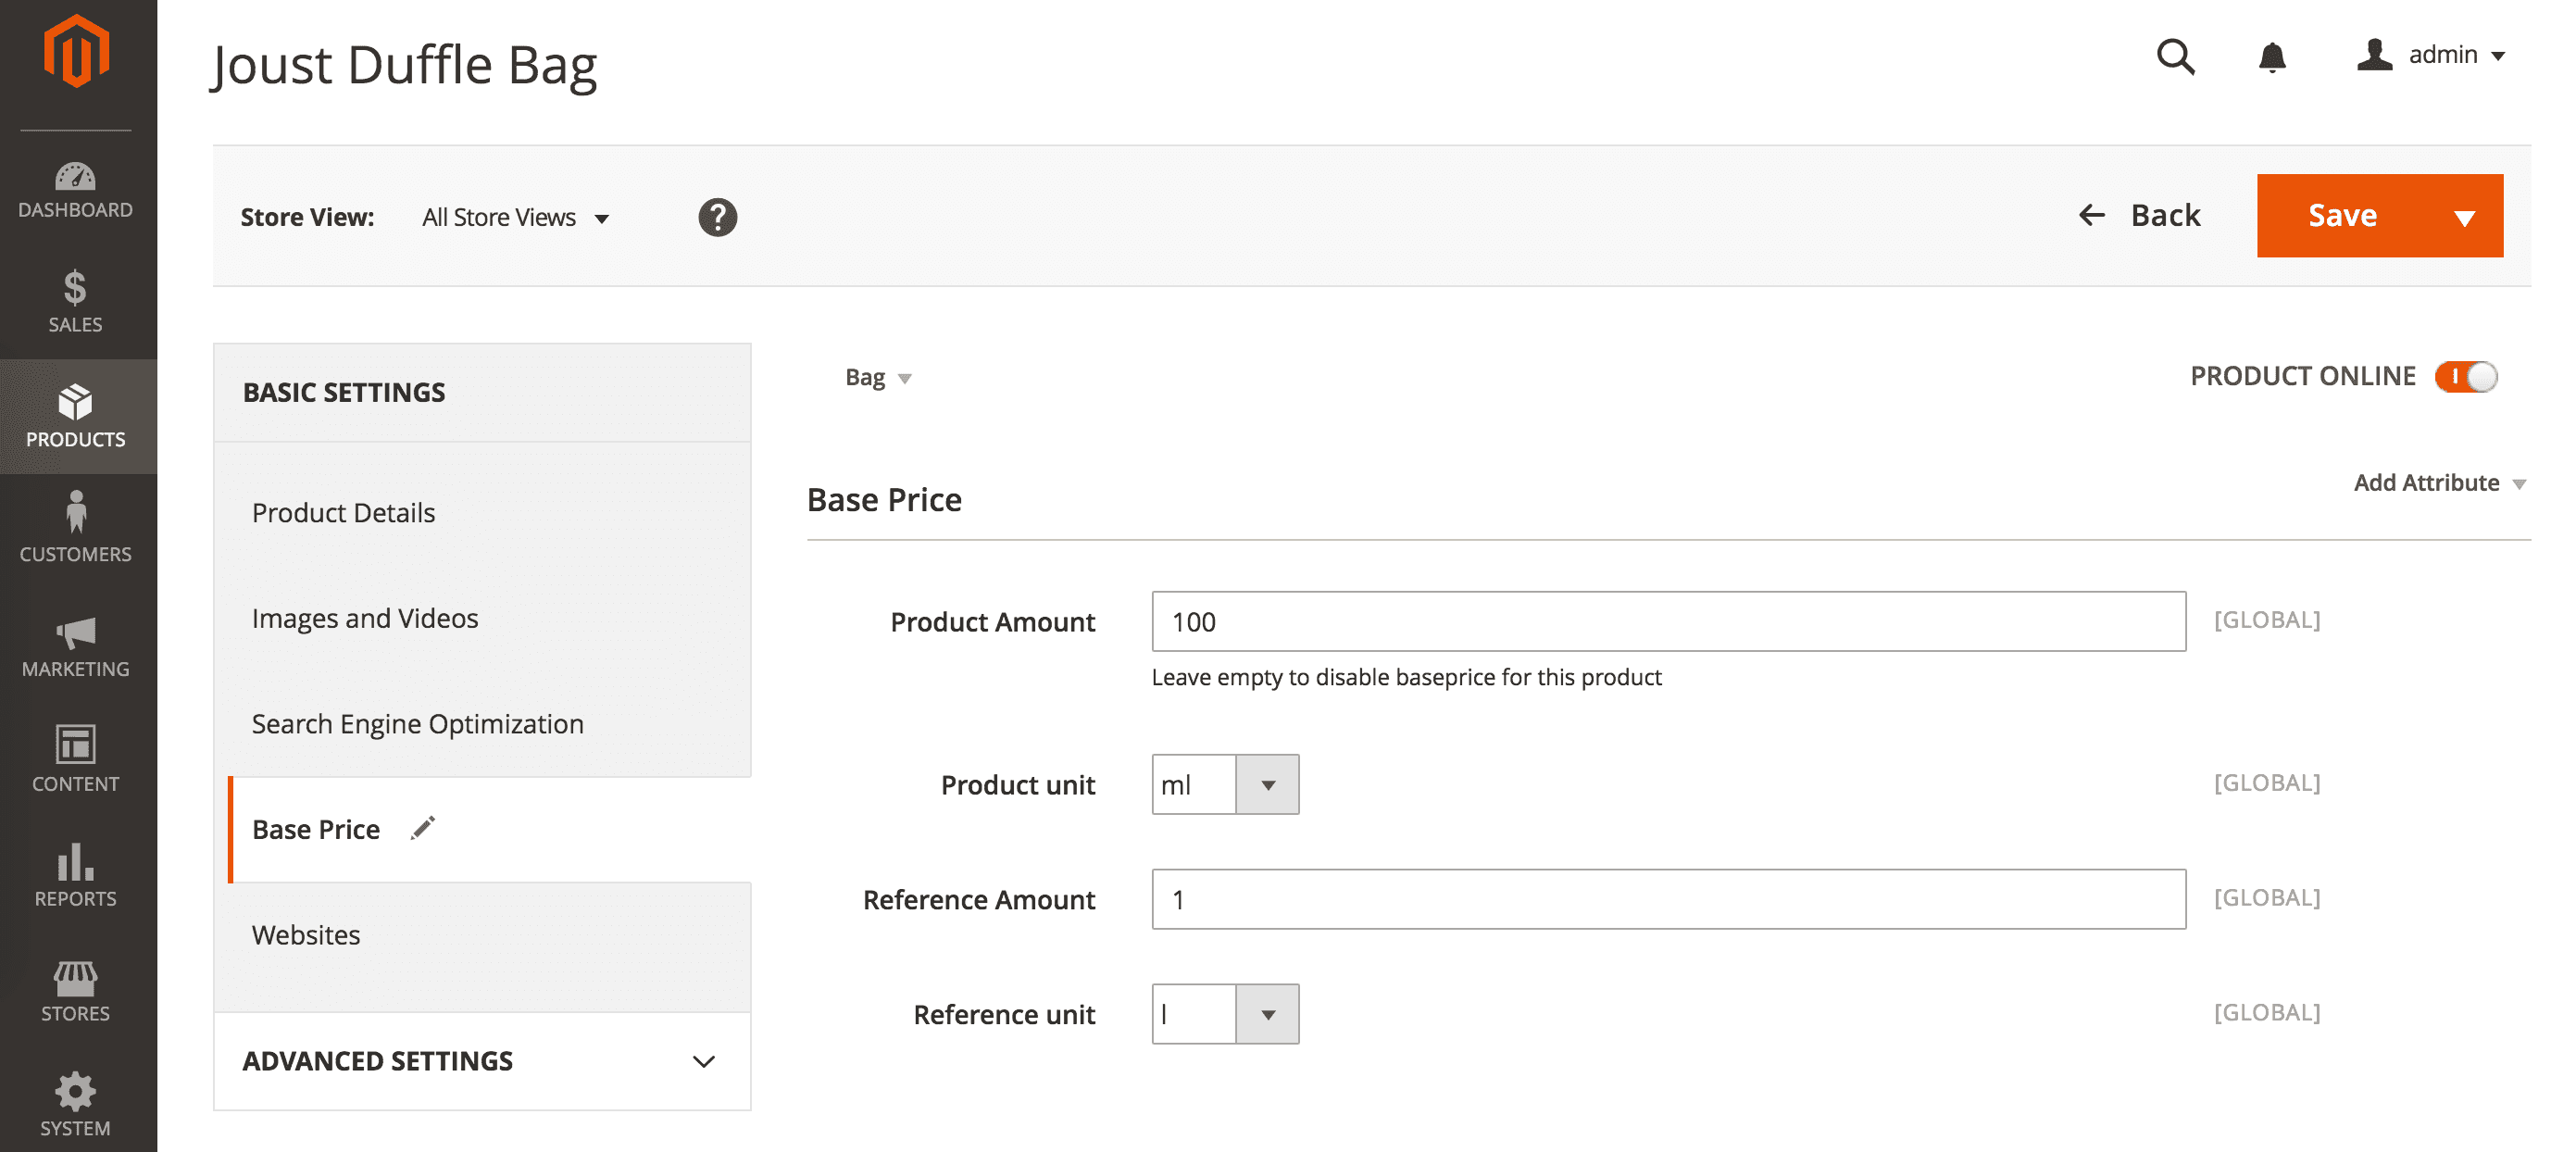 Joust Duffle Bag
admin
DASHBOARD
SALES
PRODUCTS
CUSTOMERS
MARKETING
CONTENT
REPORTS
STORES
SYSTEM
Store View: All Store Views ?
Back
Save
BASIC SETTINGS
Product Details
Images and Videos
Search Engine Optimization
Base Price
Websites
ADVANCED SETTINGS
Bag
PRODUCT ONLINE
Add Attribute
Base Price
Product Amount 100 [GLOBAL]
Leave empty to disable baseprice for this product
Product unit ml [GLOBAL]
Reference Amount 1 [GLOBAL]
Reference unit l [GLOBAL]